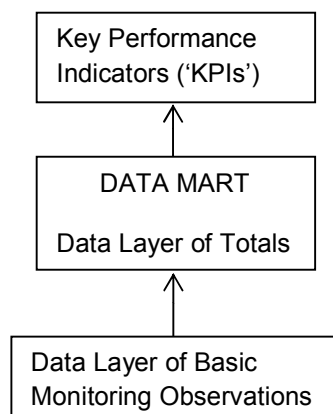 Key Performance
Indicators (‘KPIs’)
DATA MART
Data Layer of Totals
Data Layer of Basic
Monitoring Observations